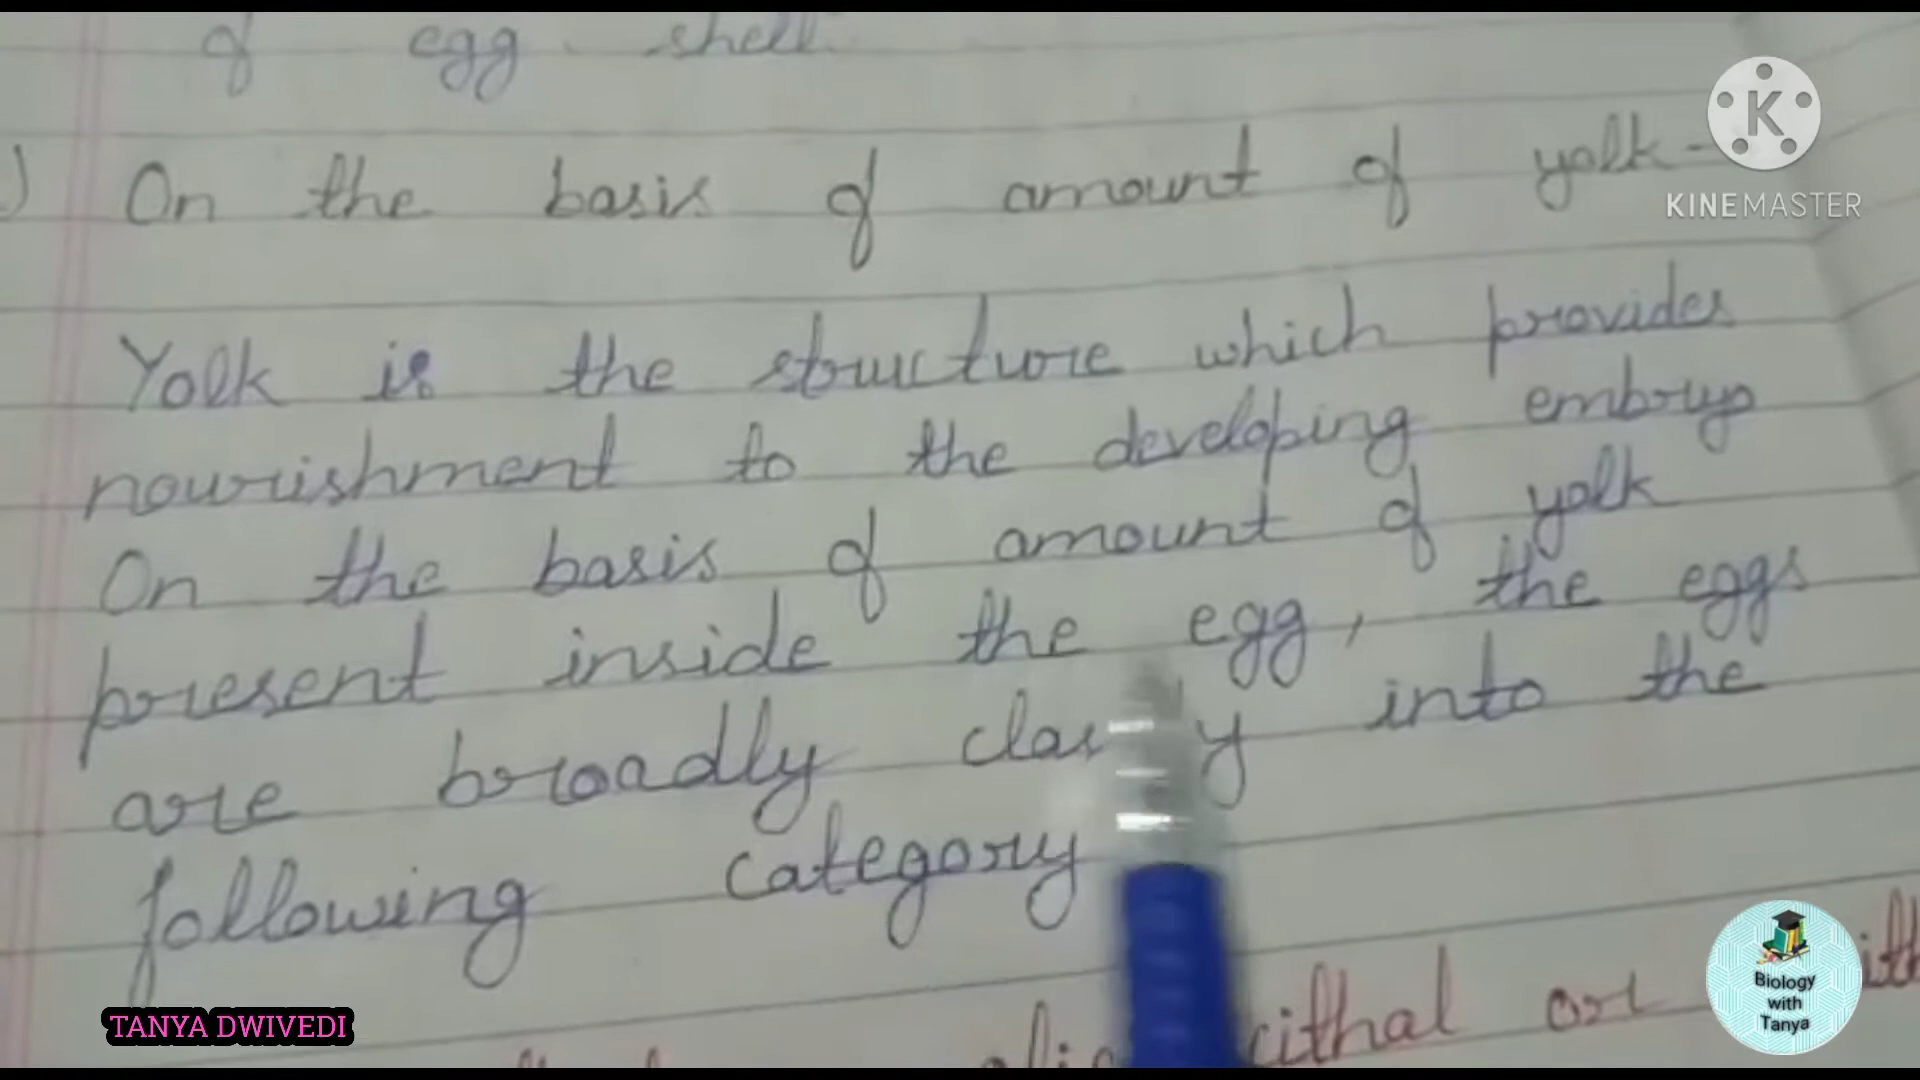 of egg shell
) On the basis of amount of yolk -
Yolk is the structure which provides
nourishment to the developing embryo
On the basis of amount of yolk
present inside the egg, the eggs
are broadly into the
following category
cithal or
K
KINEMASTER
TANYA DWIVEDI
Biology
with
Tanya